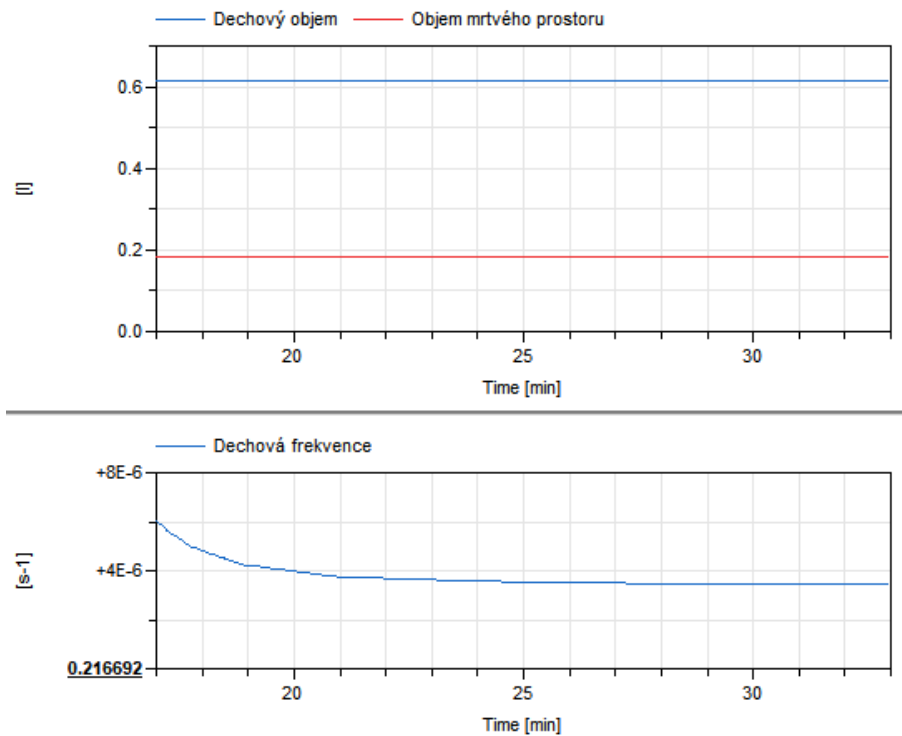 Dechový objem Objem mrtvého prostoru
0.6
0.4
[l]
0.2
0.0
20 25 30
Time [min]
Dechová frekvence
+8E-6
[s-1]
+4E-6
0.216692
20 25 30
Time [min]